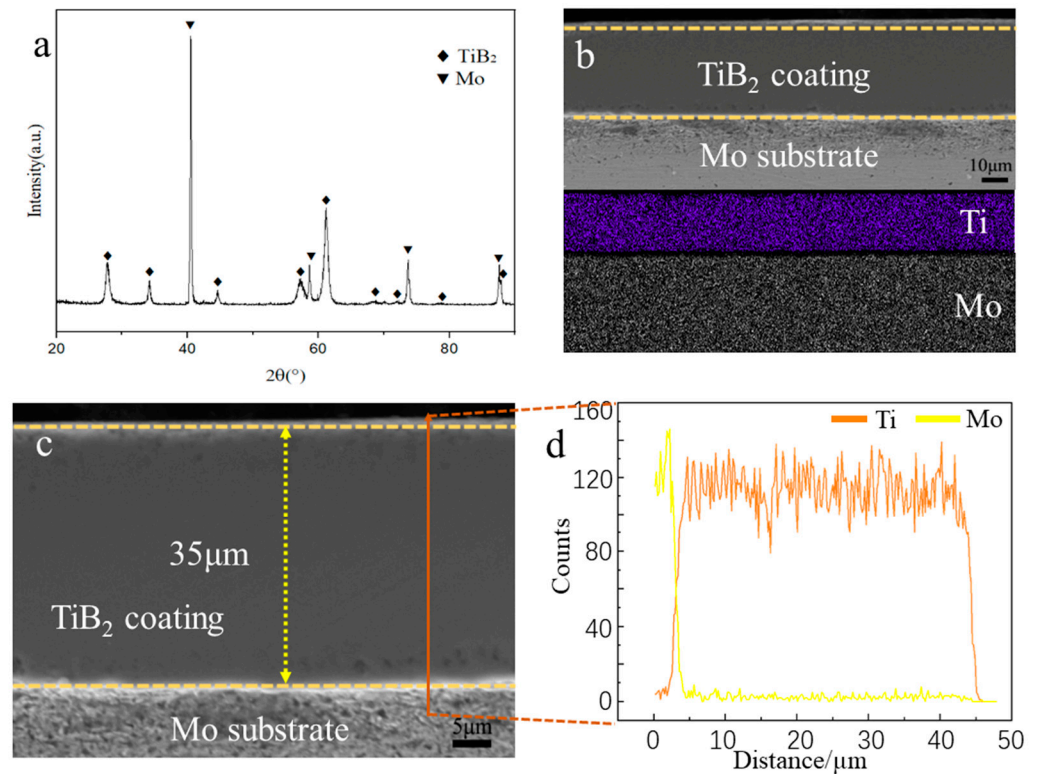 a
◆ TiB₂
▼ Mo
Intensity(a.u.)
20 40 60 80
2θ(°)
b
TiB₂ coating
Mo substrate
10μm
Ti
Mo
c
35μm
TiB₂ coating
Mo substrate
5μm
d
Ti Mo
160
120
80
40
0
Counts
0 10 20 30 40 50
Distance/μm